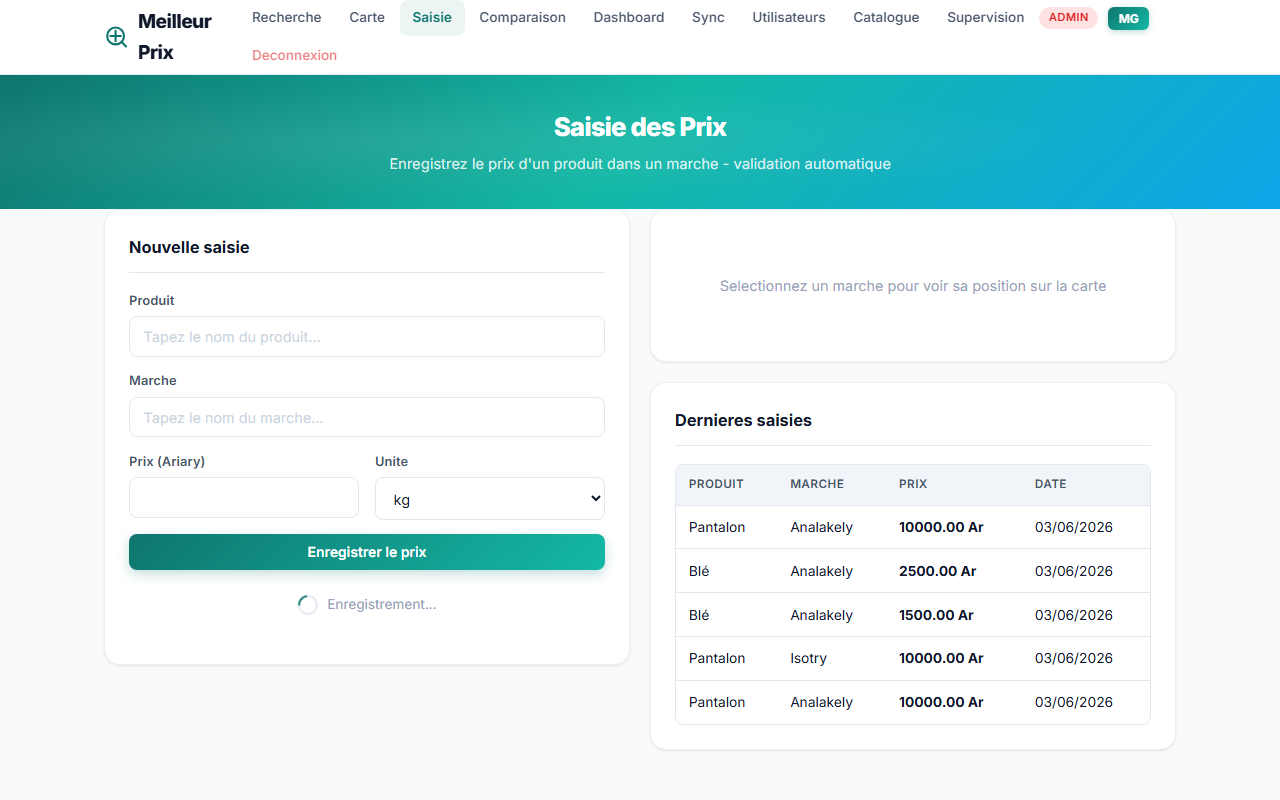 Meilleur
Prix
Recherche Carte Saisie Comparaison Dashboard Sync Utilisateurs Catalogue Supervision ADMIN MG
Deconnexion
Saisie des Prix
Enregistrez le prix d'un produit dans un marche - validation automatique
Nouvelle saisie
Produit
Tapez le nom du produit...
Marche
Tapez le nom du marche...
Prix (Ariary) Unite
kg
Enregistrer le prix
Enregistrement...
Selectionnez un marche pour voir sa position sur la carte
Dernieres saisies
PRODUIT MARCHE PRIX DATE
Pantalon Analakely 10000.00 Ar 03/06/2026
Blé Analakely 2500.00 Ar 03/06/2026
Blé Analakely 1500.00 Ar 03/06/2026
Pantalon Isotry 10000.00 Ar 03/06/2026
Pantalon Analakely 10000.00 Ar 03/06/2026